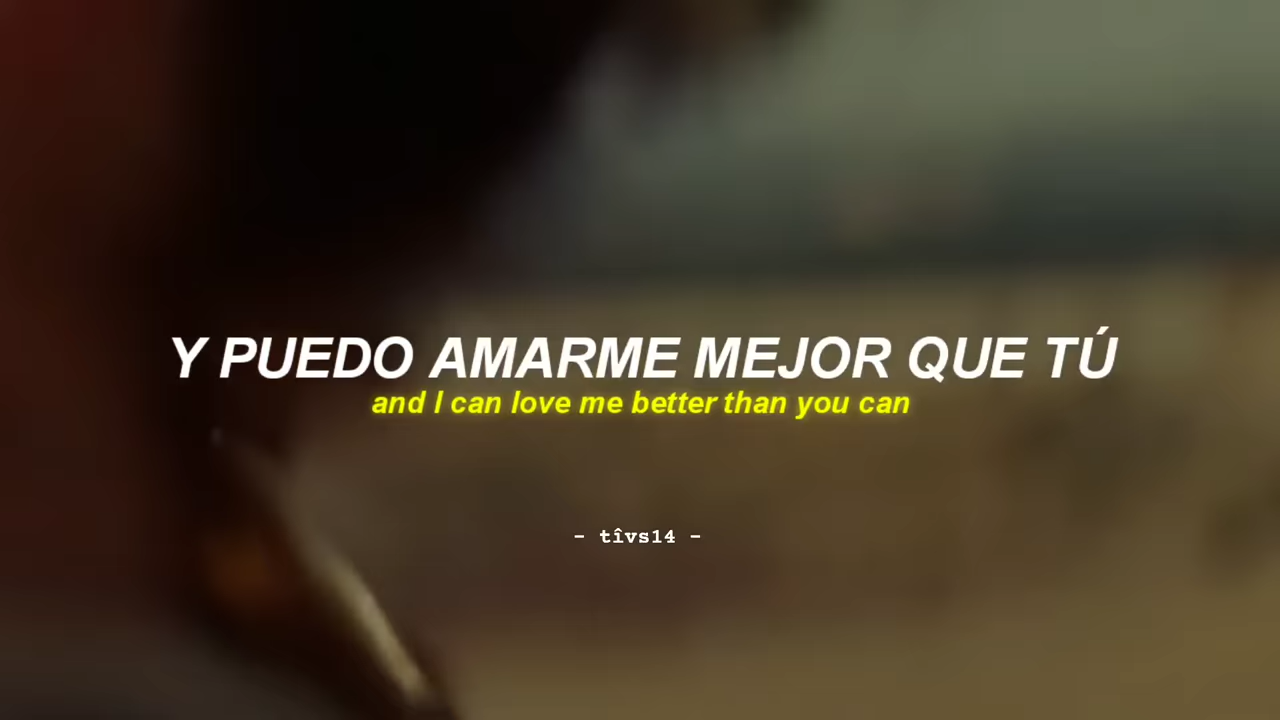 Y PUEDO AMARME MEJOR QUE TÚ
and I can love me better than you can
- tîvs14 -